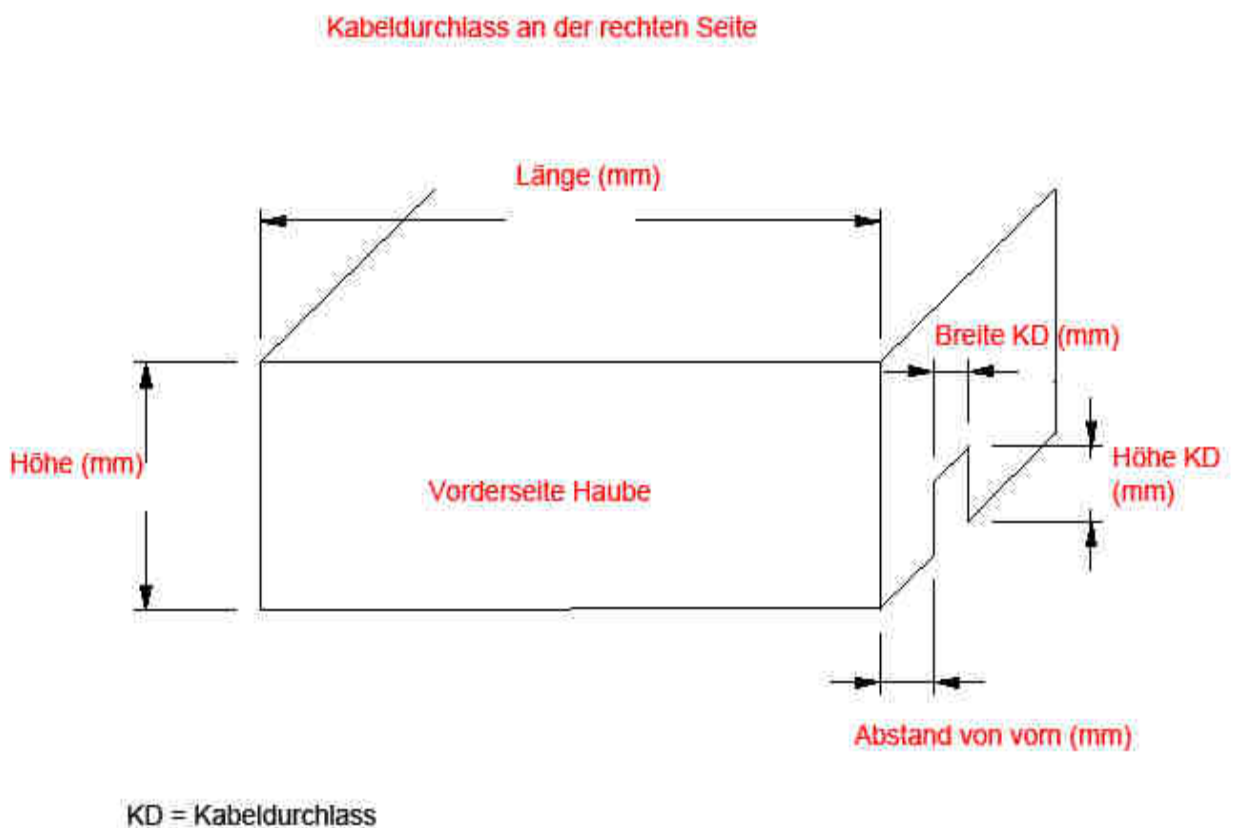 Kabeldurchlass an der rechten Seite
Länge (mm)
Breite KD (mm)
Höhe (mm)
Höhe KD
(mm)
Vorderseite Haube
Abstand von vorn (mm)
KD = Kabeldurchlass